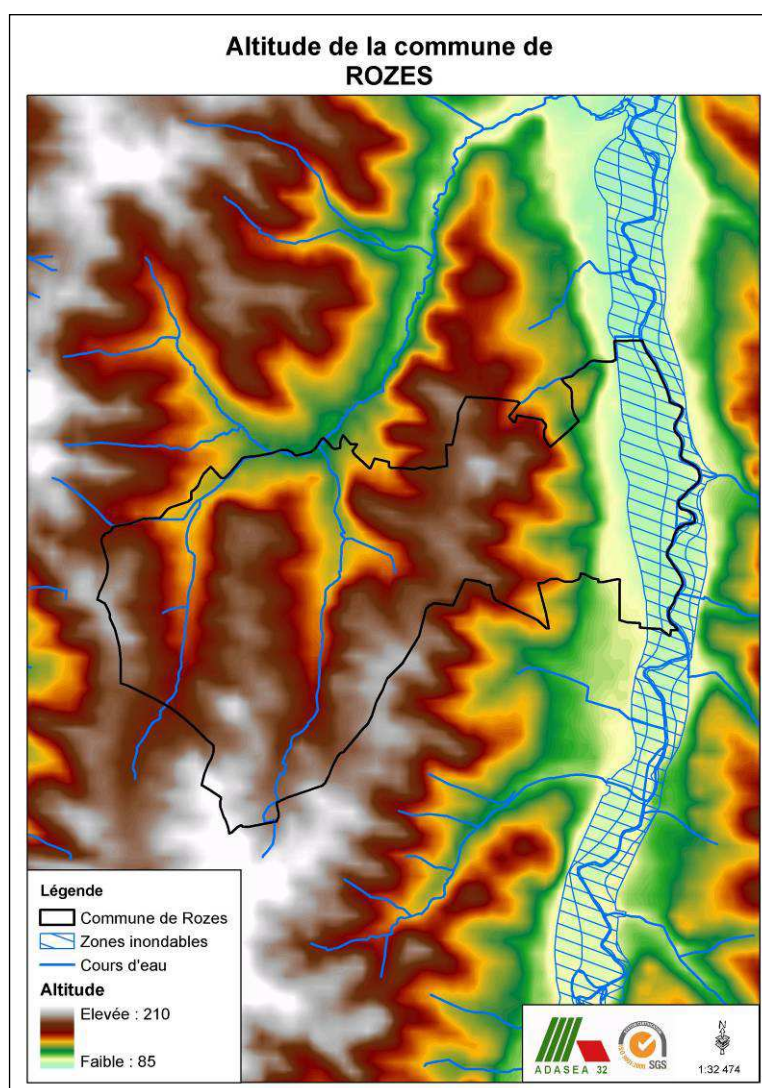 Altitude de la commune de
ROZES
Légende
Commune de Rozes
Zones inondables
Cours d'eau
Altitude
Elevée : 210
Faible : 85
ADASEA 32
SGS
N
1:32 474